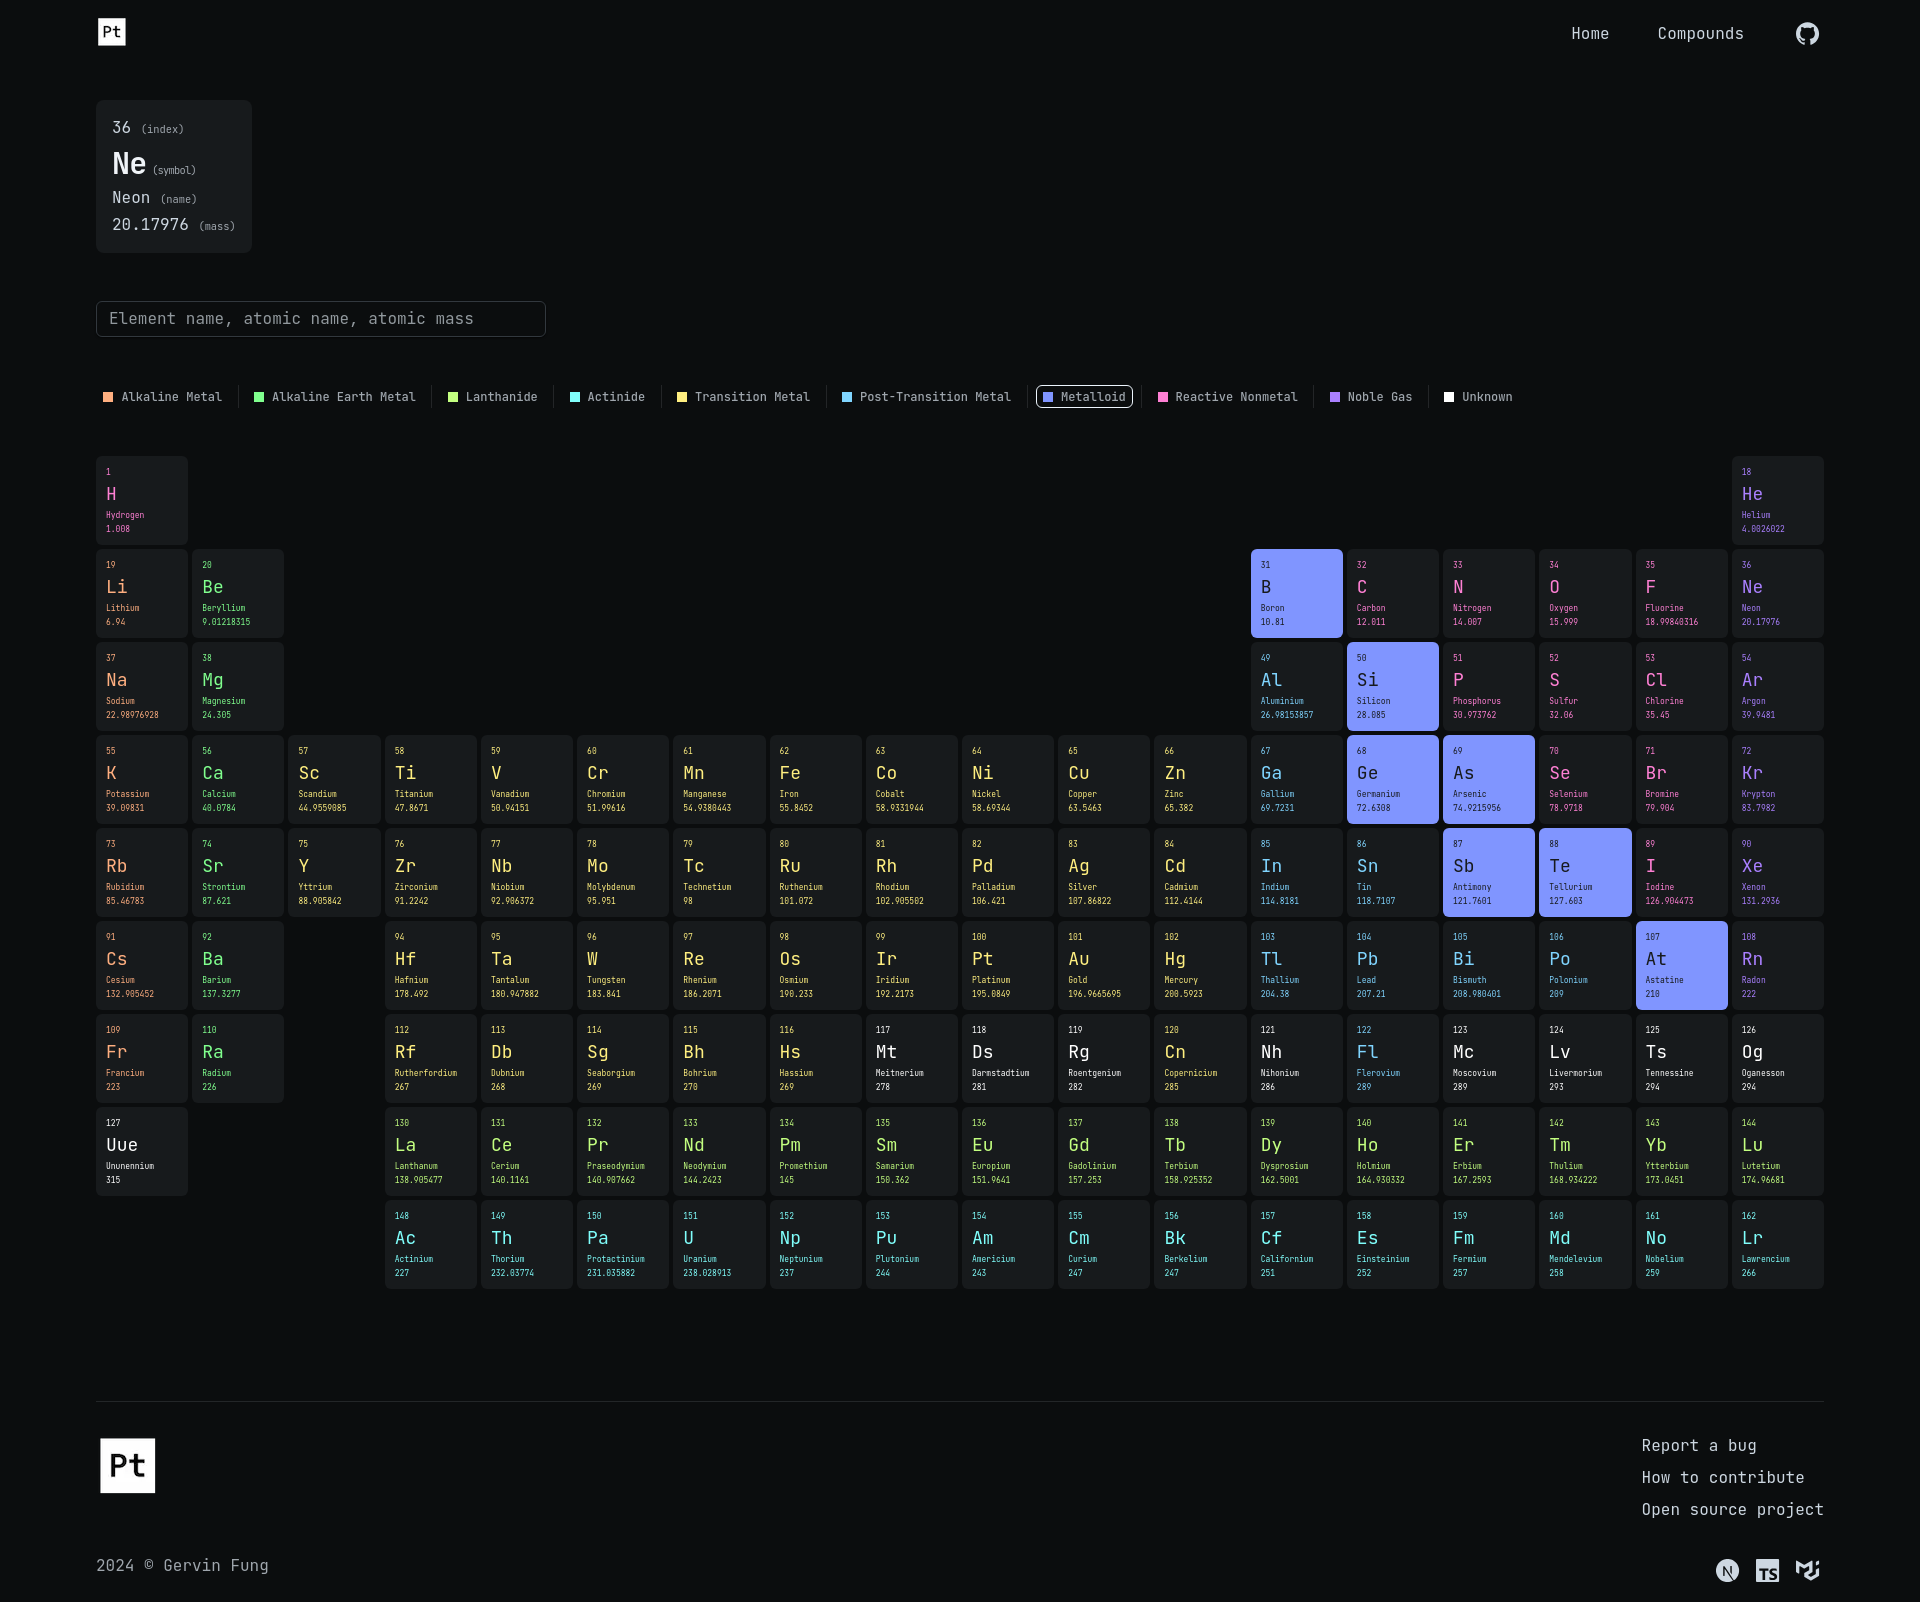 Pt
Home Compounds
36 (index)
Ne (symbol)
Neon (name)
20.17976 (mass)
Element name, atomic name, atomic mass
Alkaline Metal Alkaline Earth Metal Lanthanide Actinide Transition Metal Post-Transition Metal Metalloid Reactive Nonmetal Noble Gas Unknown
1 18
H He
Hydrogen Helium
1.008 4.0026022
19 20 31 32 33 34 35 36
Li Be B C N O F Ne
Lithium Beryllium Boron Carbon Nitrogen Oxygen Fluorine Neon
6.94 9.01218315 10.81 12.011 14.007 15.999 18.99840316 20.17976
37 38 49 50 51 52 53 54
Na Mg Al Si P S Cl Ar
Sodium Magnesium Aluminium Silicon Phosphorus Sulfur Chlorine Argon
22.98976928 24.305 26.98153857 28.085 30.973762 32.06 35.45 39.9481
55 56 57 58 59 60 61 62 63 64 65 66 67 68 69 70 71 72
K Ca Sc Ti V Cr Mn Fe Co Ni Cu Zn Ga Ge As Se Br Kr
Potassium Calcium Scandium Titanium Vanadium Chromium Manganese Iron Cobalt Nickel Copper Zinc Gallium Germanium Arsenic Selenium Bromine Krypton
39.09831 40.0784 44.9559085 47.8671 50.94151 51.99616 54.9380443 55.8452 58.9331944 58.69344 63.5463 65.382 69.7231 72.6308 74.9215956 78.9718 79.904 83.7982
73 74 75 76 77 78 79 80 81 82 83 84 85 86 87 88 89 90
Rb Sr Y Zr Nb Mo Tc Ru Rh Pd Ag Cd In Sn Sb Te I Xe
Rubidium Strontium Yttrium Zirconium Niobium Molybdenum Technetium Ruthenium Rhodium Palladium Silver Cadmium Indium Tin Antimony Tellurium Iodine Xenon
85.46783 87.621 88.905842 91.2242 92.906372 95.951 98 101.072 102.905502 106.421 107.86822 112.4144 114.8181 118.7107 121.7601 127.603 126.904473 131.2936
91 92 94 95 96 97 98 99 100 101 102 103 104 105 106 107 108
Cs Ba Hf Ta W Re Os Ir Pt Au Hg Tl Pb Bi Po At Rn
Cesium Barium Hafnium Tantalum Tungsten Rhenium Osmium Iridium Platinum Gold Mercury Thallium Lead Bismuth Polonium Astatine Radon
132.905452 137.3277 178.492 180.947882 183.841 186.2071 190.233 192.2173 195.0849 196.9665695 200.5923 204.38 207.21 208.980401 209 210 222
109 110 112 113 114 115 116 117 118 119 120 121 122 123 124 125 126
Fr Ra Rf Db Sg Bh Hs Mt Ds Rg Cn Nh Fl Mc Lv Ts Og
Francium Radium Rutherfordium Dubnium Seaborgium Bohrium Hassium Meitnerium Darmstadtium Roentgenium Copernicium Nihonium Flerovium Moscovium Livermorium Tennessine Oganesson
223 226 267 268 269 270 269 278 281 282 285 286 289 289 293 294 294
127 130 131 132 133 134 135 136 137 138 139 140 141 142 143 144
Uue La Ce Pr Nd Pm Sm Eu Gd Tb Dy Ho Er Tm Yb Lu
Ununennium Lanthanum Cerium Praseodymium Neodymium Promethium Samarium Europium Gadolinium Terbium Dysprosium Holmium Erbium Thulium Ytterbium Lutetium
315 138.905477 140.1161 140.907662 144.2423 145 150.362 151.9641 157.253 158.925352 162.5001 164.930332 167.2593 168.934222 173.0451 174.96681
148 149 150 151 152 153 154 155 156 157 158 159 160 161 162
Ac Th Pa U Np Pu Am Cm Bk Cf Es Fm Md No Lr
Actinium Thorium Protactinium Uranium Neptunium Plutonium Americium Curium Berkelium Californium Einsteinium Fermium Mendelevium Nobelium Lawrencium
227 232.03774 231.035882 238.028913 237 244 243 247 247 251 252 257 258 259 266
Pt
Report a bug
How to contribute
Open source project
2024 © Gervin Fung
N TS